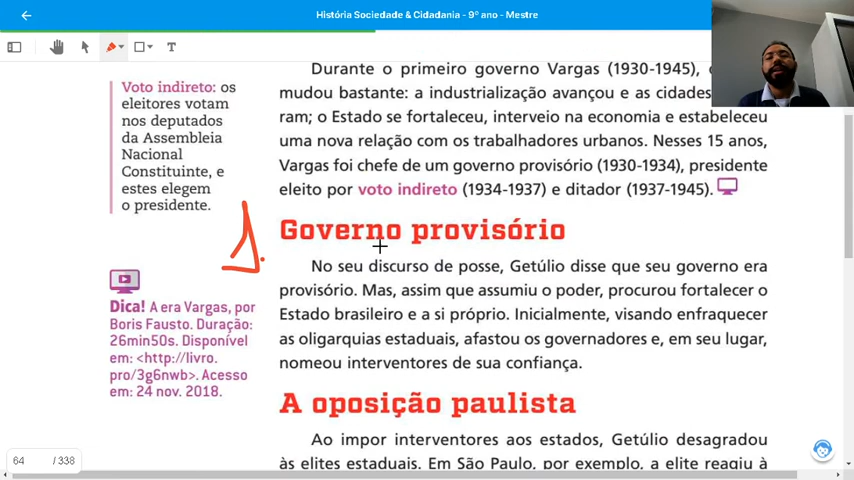 História Sociedade & Cidadania - 9º ano - Mestre
T
Voto indireto: os
eleitores votam
nos deputados
da Assembleia
Nacional
Constituinte, e
estes elegem
o presidente.
Dica! A era Vargas, por
Boris Fausto. Duração:
26min50s. Disponível
em: <http://livro.
pro/3g6nwb>. Acesso
em: 24 nov. 2018.
Durante o primeiro governo Vargas (1930-1945),
mudou bastante: a industrialização avançou e as cidades
ram; o Estado se fortaleceu, interveio na economia e estabeleceu
uma nova relação com os trabalhadores urbanos. Nesses 15 anos,
Vargas foi chefe de um governo provisório (1930-1934), presidente
eleito por voto indireto (1934-1937) e ditador (1937-1945).
1.
Governo provisório
No seu discurso de posse, Getúlio disse que seu governo era
provisório. Mas, assim que assumiu o poder, procurou fortalecer o
Estado brasileiro e a si próprio. Inicialmente, visando enfraquecer
as oligarquias estaduais, afastou os governadores e, em seu lugar,
nomeou interventores de sua confiança.
A oposição paulista
Ao impor interventores aos estados, Getúlio desagradou
às elites estaduais. Em São Paulo, por exemplo, a elite reagiu à
64 / 338